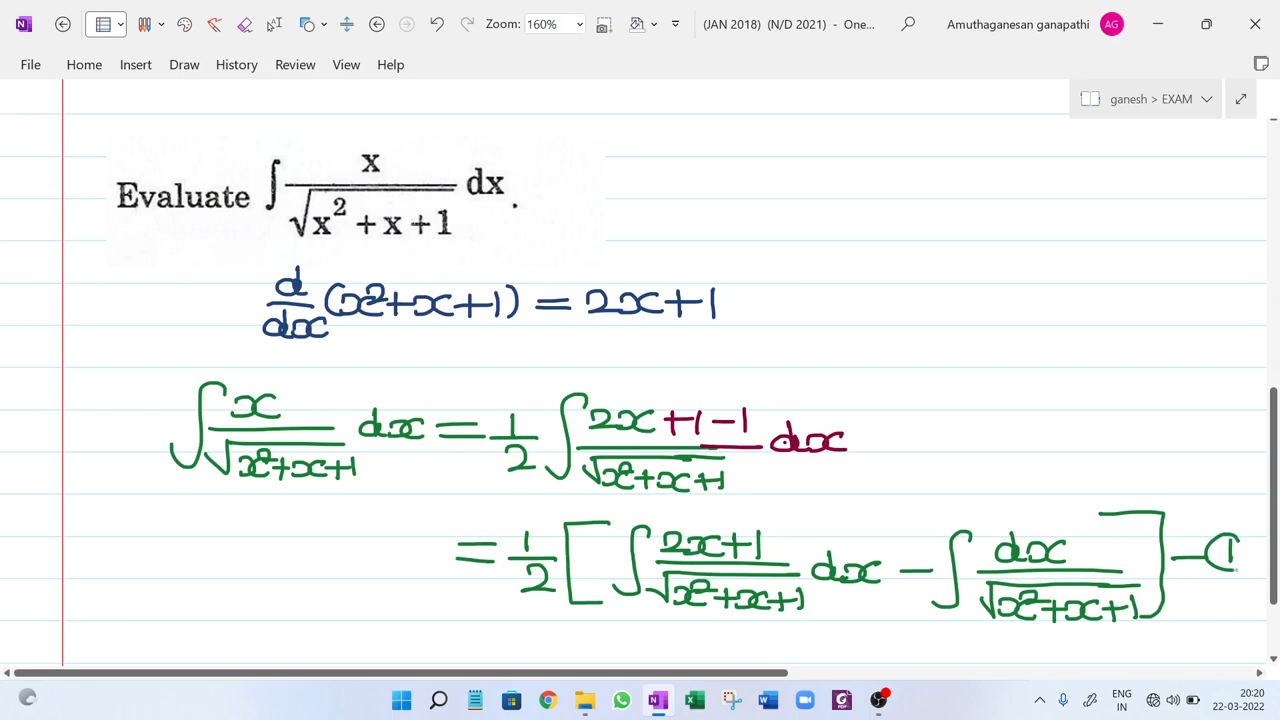 Zoom: 160% (JAN 2018) (N/D 2021) - One... Amuthaganesan ganapathi AG
File Home Insert Draw History Review View Help
ganesh > EXAM
Evaluate ∫ x/√(x² + x + 1) dx .
d/dx (x²+x+1) = 2x+1
∫ x/√(x²+x+1) dx = 1/2 ∫ (2x +1 -1)/√(x²+x+1) dx
= 1/2 [ ∫ (2x+1)/√(x²+x+1) dx - ∫ dx/√(x²+x+1) ] — (1
ENG 20:20
IN 22-03-2022